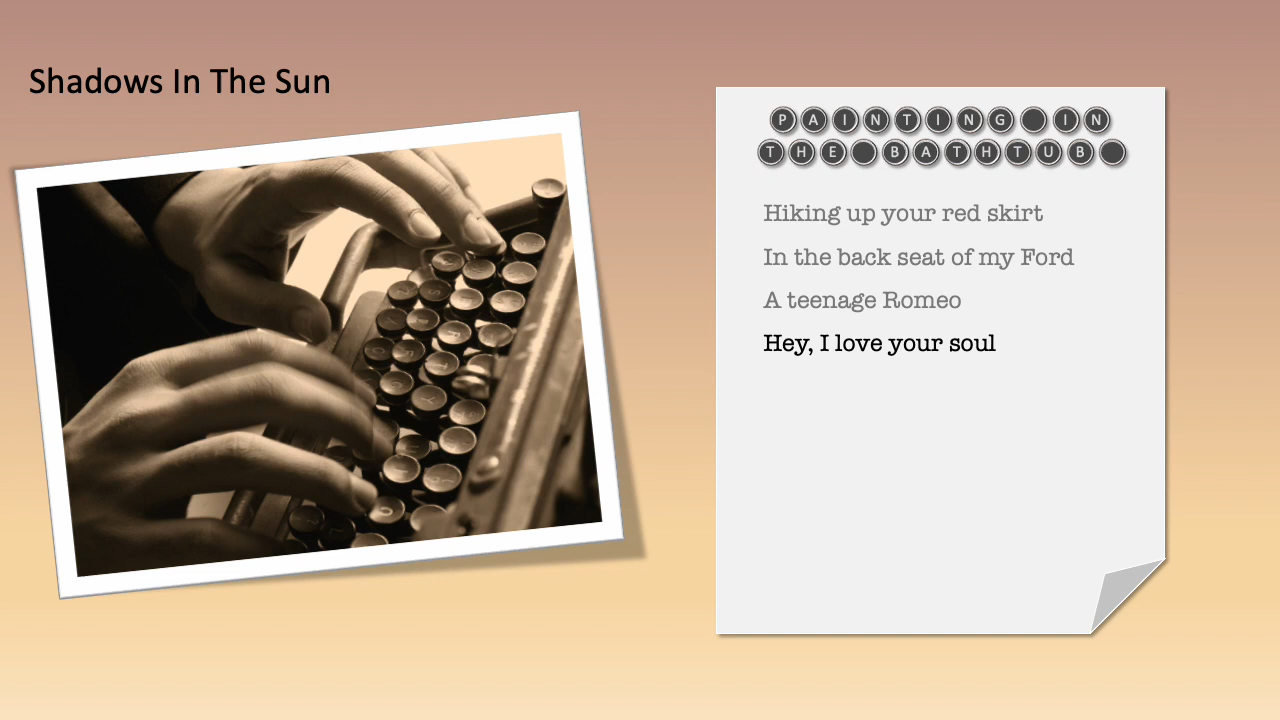 Shadows In The Sun
PAINTING IN
THE BATHTUB
Hiking up your red skirt
In the back seat of my Ford
A teenage Romeo
Hey, I love your soul